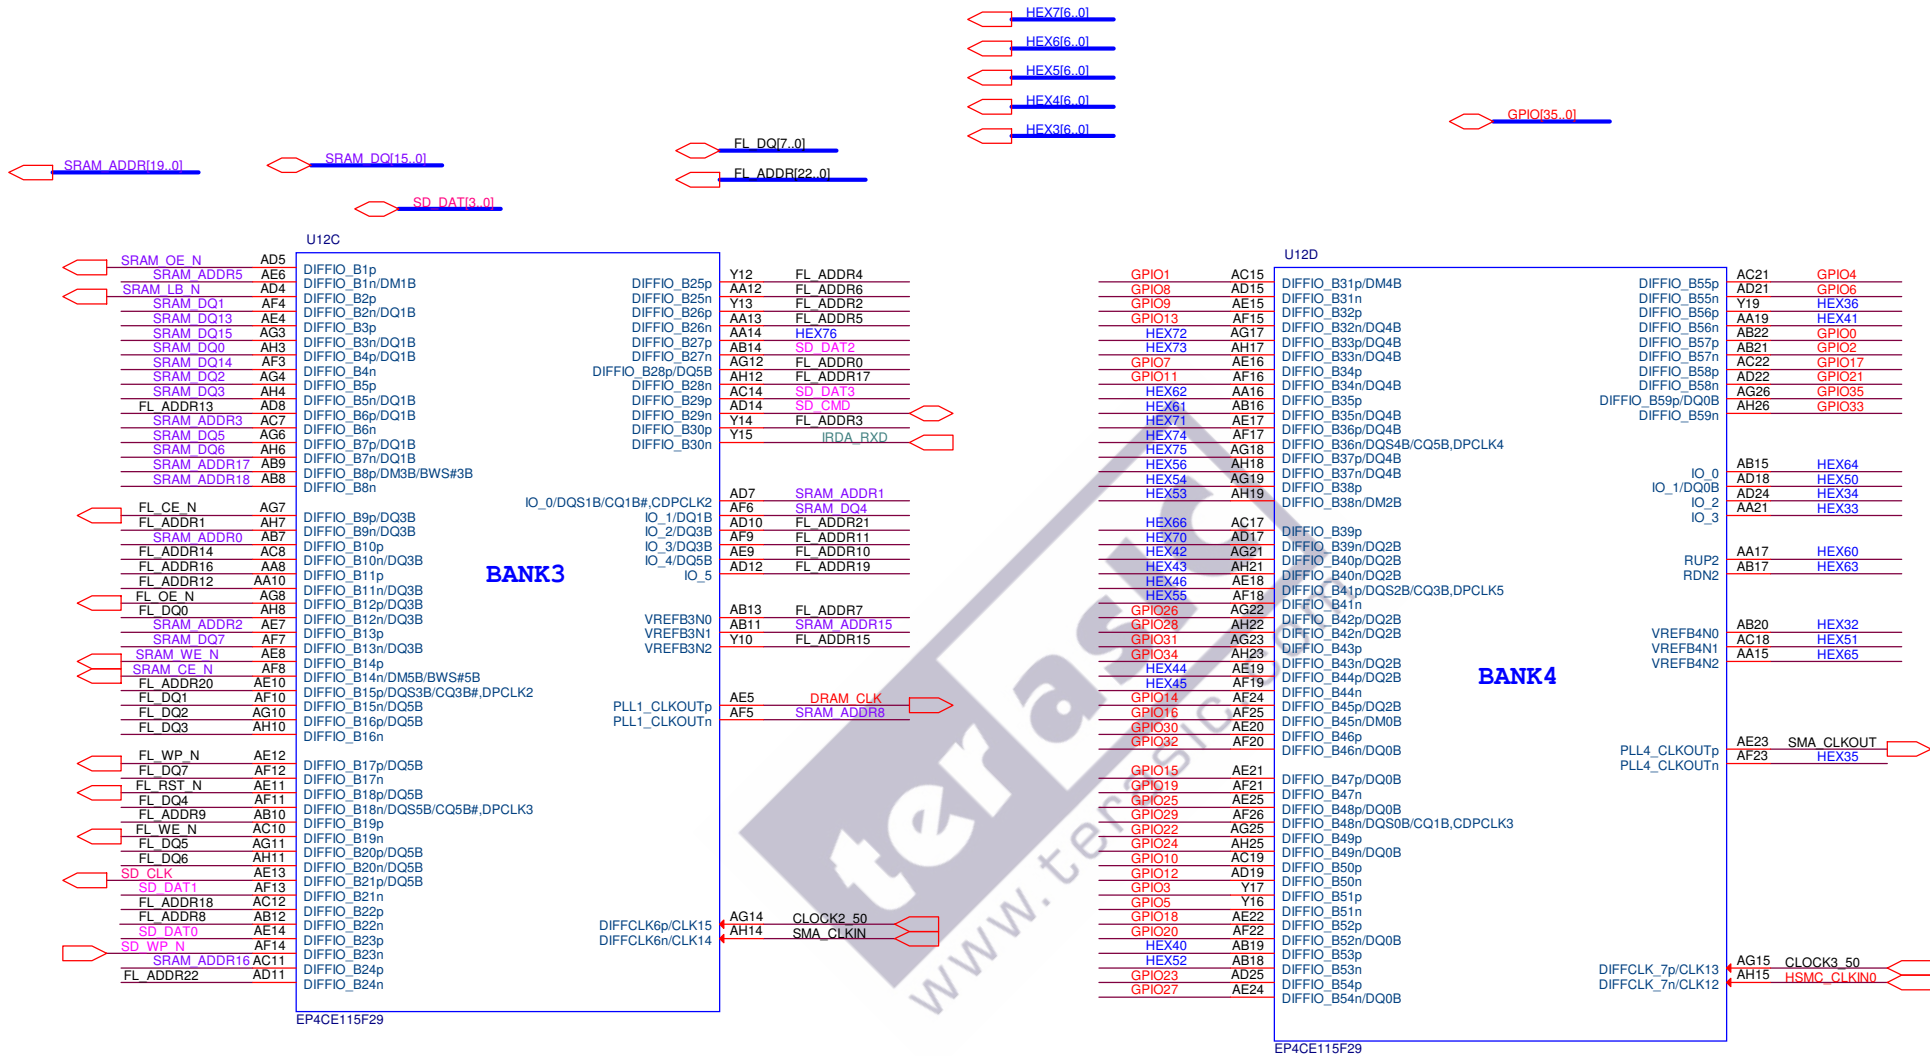 HEX7[6..0]
HEX6[6..0]
HEX5[6..0]
HEX4[6..0]
HEX3[6..0]
GPIO[35..0]
FL_DQ[7..0]
SRAM_ADDR[19..0]
SRAM_DQ[15..0]
FL_ADDR[22..0]
SD_DAT[3..0]
U12C
SRAM_OE_N AD5 DIFFIO_B1p
SRAM_ADDR5 AE6 DIFFIO_B1n/DM1B
SRAM_LB_N AD4 DIFFIO_B2p
SRAM_DQ1 AF4 DIFFIO_B2n/DQ1B
SRAM_DQ13 AE4 DIFFIO_B3p
SRAM_DQ15 AG3 DIFFIO_B3n/DQ1B
SRAM_DQ0 AH3 DIFFIO_B4p/DQ1B
SRAM_DQ14 AF3 DIFFIO_B4n
SRAM_DQ2 AG4 DIFFIO_B5p
SRAM_DQ3 AH4 DIFFIO_B5n/DQ1B
FL_ADDR13 AD8 DIFFIO_B6p/DQ1B
SRAM_ADDR3 AC7 DIFFIO_B6n
SRAM_DQ5 AG6 DIFFIO_B7p/DQ1B
SRAM_DQ6 AH6 DIFFIO_B7n/DQ1B
SRAM_ADDR17 AB9 DIFFIO_B8p/DM3B/BWS#3B
SRAM_ADDR18 AB8 DIFFIO_B8n
FL_CE_N AG7 DIFFIO_B9p/DQ3B
FL_ADDR1 AH7 DIFFIO_B9n/DQ3B
SRAM_ADDR0 AB7 DIFFIO_B10p
FL_ADDR14 AC8 DIFFIO_B10n/DQ3B
FL_ADDR16 AA8 DIFFIO_B11p
FL_ADDR12 AA10 DIFFIO_B11n/DQ3B
FL_OE_N AG8 DIFFIO_B12p/DQ3B
FL_DQ0 AH8 DIFFIO_B12n/DQ3B
SRAM_ADDR2 AE7 DIFFIO_B13p
SRAM_DQ7 AF7 DIFFIO_B13n/DQ3B
SRAM_WE_N AE8 DIFFIO_B14p
SRAM_CE_N AF8 DIFFIO_B14n/DM5B/BWS#5B
FL_ADDR20 AE10 DIFFIO_B15p/DQS3B/CQ3B#,DPCLK2
FL_DQ1 AF10 DIFFIO_B15n/DQ5B
FL_DQ2 AG10 DIFFIO_B16p/DQ5B
FL_DQ3 AH10 DIFFIO_B16n
FL_WP_N AE12 DIFFIO_B17p/DQ5B
FL_DQ7 AF12 DIFFIO_B17n
FL_RST_N AE11 DIFFIO_B18p/DQ5B
FL_DQ4 AF11 DIFFIO_B18n/DQS5B/CQ5B#,DPCLK3
FL_ADDR9 AB10 DIFFIO_B19p
FL_WE_N AC10 DIFFIO_B19n
FL_DQ5 AG11 DIFFIO_B20p/DQ5B
FL_DQ6 AH11 DIFFIO_B20n/DQ5B
SD_CLK AE13 DIFFIO_B21p/DQ5B
SD_DAT1 AF13 DIFFIO_B21n
FL_ADDR18 AC12 DIFFIO_B22p
FL_ADDR8 AB12 DIFFIO_B22n
SD_DAT0 AE14 DIFFIO_B23p
SD_WP_N AF14 DIFFIO_B23n
SRAM_ADDR16 AC11 DIFFIO_B24p
FL_ADDR22 AD11 DIFFIO_B24n
BANK3
DIFFIO_B25p Y12 FL_ADDR4
DIFFIO_B25n AA12 FL_ADDR6
DIFFIO_B26p Y13 FL_ADDR2
DIFFIO_B26n AA13 FL_ADDR5
DIFFIO_B27p AA14 HEX76
DIFFIO_B27n AB14 SD_DAT2
DIFFIO_B28p/DQ5B AG12 FL_ADDR0
DIFFIO_B28n AH12 FL_ADDR17
DIFFIO_B29p AC14 SD_DAT3
DIFFIO_B29n AD14 SD_CMD
DIFFIO_B30p Y14 FL_ADDR3
DIFFIO_B30n Y15 IRDA_RXD
IO_0/DQS1B/CQ1B#,CDPCLK2 AD7 SRAM_ADDR1
IO_1/DQ1B AF6 SRAM_DQ4
IO_2/DQ3B AD10 FL_ADDR21
IO_3/DQ3B AF9 FL_ADDR11
IO_4/DQ5B AE9 FL_ADDR10
IO_5 AD12 FL_ADDR19
VREFB3N0 AB13 FL_ADDR7
VREFB3N1 AB11 SRAM_ADDR15
VREFB3N2 Y10 FL_ADDR15
PLL1_CLKOUTp AE5 DRAM_CLK
PLL1_CLKOUTn AF5 SRAM_ADDR8
DIFFCLK6p/CLK15 AG14 CLOCK2_50
DIFFCLK6n/CLK14 AH14 SMA_CLKIN
EP4CE115F29
U12D
GPIO1 AC15 DIFFIO_B31p/DM4B
GPIO8 AD15 DIFFIO_B31n
GPIO9 AE15 DIFFIO_B32p
GPIO13 AF15 DIFFIO_B32n/DQ4B
HEX72 AG17 DIFFIO_B33p/DQ4B
HEX73 AH17 DIFFIO_B33n/DQ4B
GPIO7 AE16 DIFFIO_B34p
GPIO11 AF16 DIFFIO_B34n/DQ4B
HEX62 AA16 DIFFIO_B35p
HEX61 AB16 DIFFIO_B35n/DQ4B
HEX71 AE17 DIFFIO_B36p/DQ4B
HEX74 AF17 DIFFIO_B36n/DQS4B/CQ5B,DPCLK4
HEX75 AG18 DIFFIO_B37p/DQ4B
HEX56 AH18 DIFFIO_B37n/DQ4B
HEX54 AG19 DIFFIO_B38p
HEX53 AH19 DIFFIO_B38n/DM2B
HEX66 AC17 DIFFIO_B39p
HEX70 AD17 DIFFIO_B39n/DQ2B
HEX42 AG21 DIFFIO_B40p/DQ2B
HEX43 AH21 DIFFIO_B40n/DQ2B
HEX46 AE18 DIFFIO_B41p/DQS2B/CQ3B,DPCLK5
HEX55 AF18 DIFFIO_B41n
GPIO26 AG22 DIFFIO_B42p/DQ2B
GPIO28 AH22 DIFFIO_B42n/DQ2B
GPIO31 AG23 DIFFIO_B43p
GPIO34 AH23 DIFFIO_B43n/DQ2B
HEX44 AE19 DIFFIO_B44p/DQ2B
HEX45 AF19 DIFFIO_B44n
GPIO14 AF24 DIFFIO_B45p/DQ2B
GPIO16 AF25 DIFFIO_B45n/DM0B
GPIO30 AE20 DIFFIO_B46p
GPIO32 AF20 DIFFIO_B46n/DQ0B
GPIO15 AE21 DIFFIO_B47p/DQ0B
GPIO19 AF21 DIFFIO_B47n
GPIO25 AE25 DIFFIO_B48p/DQ0B
GPIO29 AF26 DIFFIO_B48n/DQS0B/CQ1B,CDPCLK3
GPIO22 AG25 DIFFIO_B49p
GPIO24 AH25 DIFFIO_B49n/DQ0B
GPIO10 AC19 DIFFIO_B50p
GPIO12 AD19 DIFFIO_B50n
GPIO3 Y17 DIFFIO_B51p
GPIO5 Y16 DIFFIO_B51n
GPIO18 AE22 DIFFIO_B52p
GPIO20 AF22 DIFFIO_B52n/DQ0B
HEX40 AB19 DIFFIO_B53p
HEX52 AB18 DIFFIO_B53n
GPIO23 AD25 DIFFIO_B54p
GPIO27 AE24 DIFFIO_B54n/DQ0B
BANK4
DIFFIO_B55p AC21 GPIO4
DIFFIO_B55n AD21 GPIO6
DIFFIO_B56p Y19 HEX36
DIFFIO_B56n AA19 HEX41
DIFFIO_B57p AB22 GPIO0
DIFFIO_B57n AB21 GPIO2
DIFFIO_B58p AC22 GPIO17
DIFFIO_B58n AD22 GPIO21
DIFFIO_B59p/DQ0B AG26 GPIO35
DIFFIO_B59n AH26 GPIO33
IO_0 AB15 HEX64
IO_1/DQ0B AD18 HEX50
IO_2 AD24 HEX34
IO_3 AA21 HEX33
RUP2 AA17 HEX60
RDN2 AB17 HEX63
VREFB4N0 AB20 HEX32
VREFB4N1 AC18 HEX51
VREFB4N2 AA15 HEX65
PLL4_CLKOUTp AE23 SMA_CLKOUT
PLL4_CLKOUTn AF23 HEX35
DIFFCLK_7p/CLK13 AG15 CLOCK3_50
DIFFCLK_7n/CLK12 AH15 HSMC_CLKIN0
EP4CE115F29
terasic
www.terasic.com